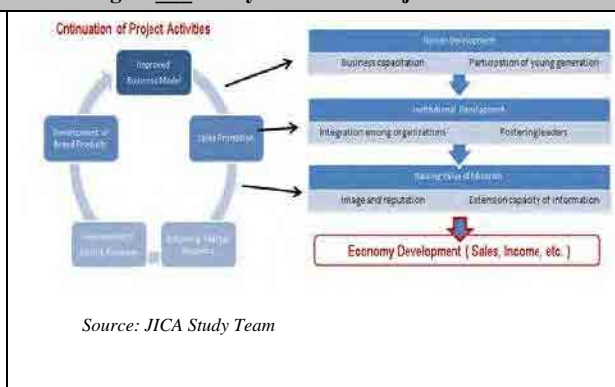 Cntinuation of Project Activities
Improved
Business Model
Sales Promotion
Development of
Brand Products
Human Development
Business capacitation Participation of young generation
Institutional Development
Integration among organizations Fostering leaders
Raising Value of
Image and reputation Extension capacity of information
Economy Development ( Sales, Income, etc. )
Source: JICA Study Team